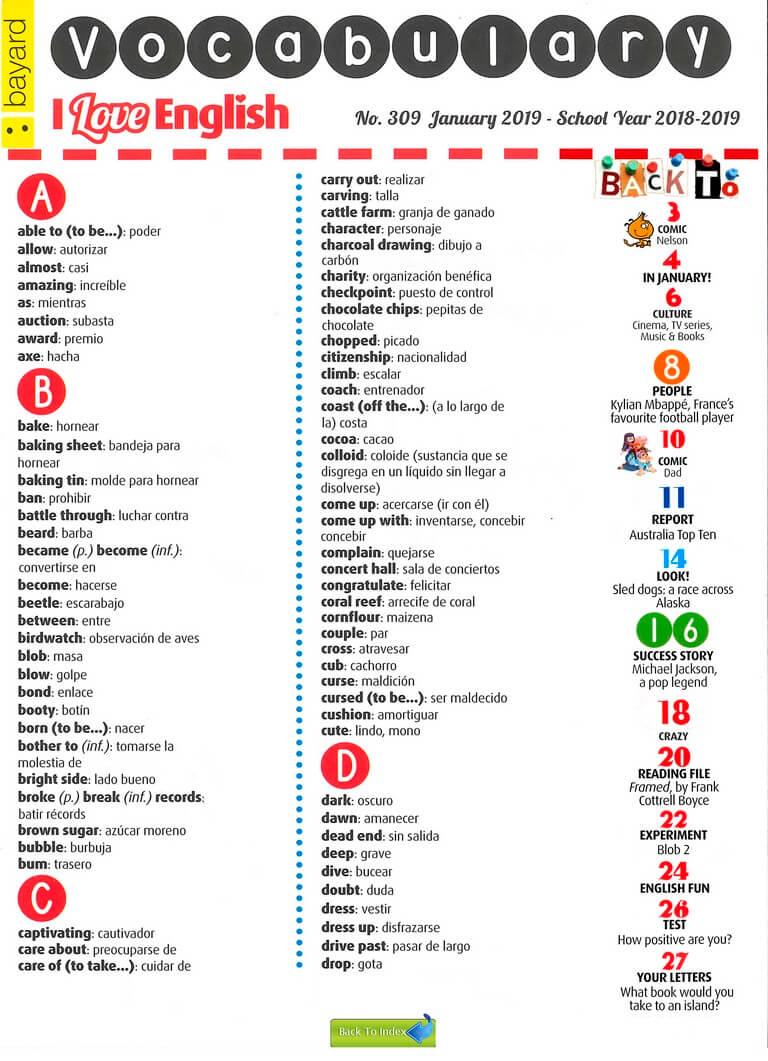 bayard
Vocabulary
I Love English
No. 309 January 2019 - School Year 2018-2019
A
able to (to be...): poder
allow: autorizar
almost: casi
amazing: increíble
as: mientras
auction: subasta
award: premio
axe: hacha
B
bake: hornear
baking sheet: bandeja para
hornear
baking tin: molde para hornear
ban: prohibir
battle through: luchar contra
beard: barba
became (p.) become (inf.):
convertirse en
become: hacerse
beetle: escarabajo
between: entre
birdwatch: observación de aves
blob: masa
blow: golpe
bond: enlace
booty: botín
born (to be...): nacer
bother to (inf.): tomarse la
molestia de
bright side: lado bueno
broke (p.) break (inf.) records:
batir récords
brown sugar: azúcar moreno
bubble: burbuja
bum: trasero
C
captivating: cautivador
care about: preocuparse de
care of (to take...): cuidar de
carry out: realizar
carving: talla
cattle farm: granja de ganado
character: personaje
charcoal drawing: dibujo a
carbón
charity: organización benéfica
checkpoint: puesto de control
chocolate chips: pepitas de
chocolate
chopped: picado
citizenship: nacionalidad
climb: escalar
coach: entrenador
coast (off the...): (a lo largo de
la) costa
cocoa: cacao
colloid: coloide (sustancia que se
disgrega en un líquido sin llegar a
disolverse)
come up: acercarse (ir con él)
come up with: inventarse, concebir
concebir
complain: quejarse
concert hall: sala de conciertos
congratulate: felicitar
coral reef: arrecife de coral
cornflour: maizena
couple: par
cross: atravesar
cub: cachorro
curse: maldición
cursed (to be...): ser maldecido
cushion: amortiguar
cute: lindo, mono
D
dark: oscuro
dawn: amanecer
dead end: sin salida
deep: grave
dive: bucear
doubt: duda
dress: vestir
dress up: disfrazarse
drive past: pasar de largo
drop: gota
BACK TO
3
COMIC
Nelson
4
IN JANUARY!
6
CULTURE
Cinema, TV series,
Music & Books
8
PEOPLE
Kylian Mbappé, France's
favourite football player
10
COMIC
Dad
11
REPORT
Australia Top Ten
14
LOOK!
Sled dogs: a race across
Alaska
16
SUCCESS STORY
Michael Jackson,
a pop legend
18
CRAZY
20
READING FILE
Framed, by Frank
Cottrell Boyce
22
EXPERIMENT
Blob 2
24
ENGLISH FUN
26
TEST
How positive are you?
27
YOUR LETTERS
What book would you
take to an island?
Back To Index